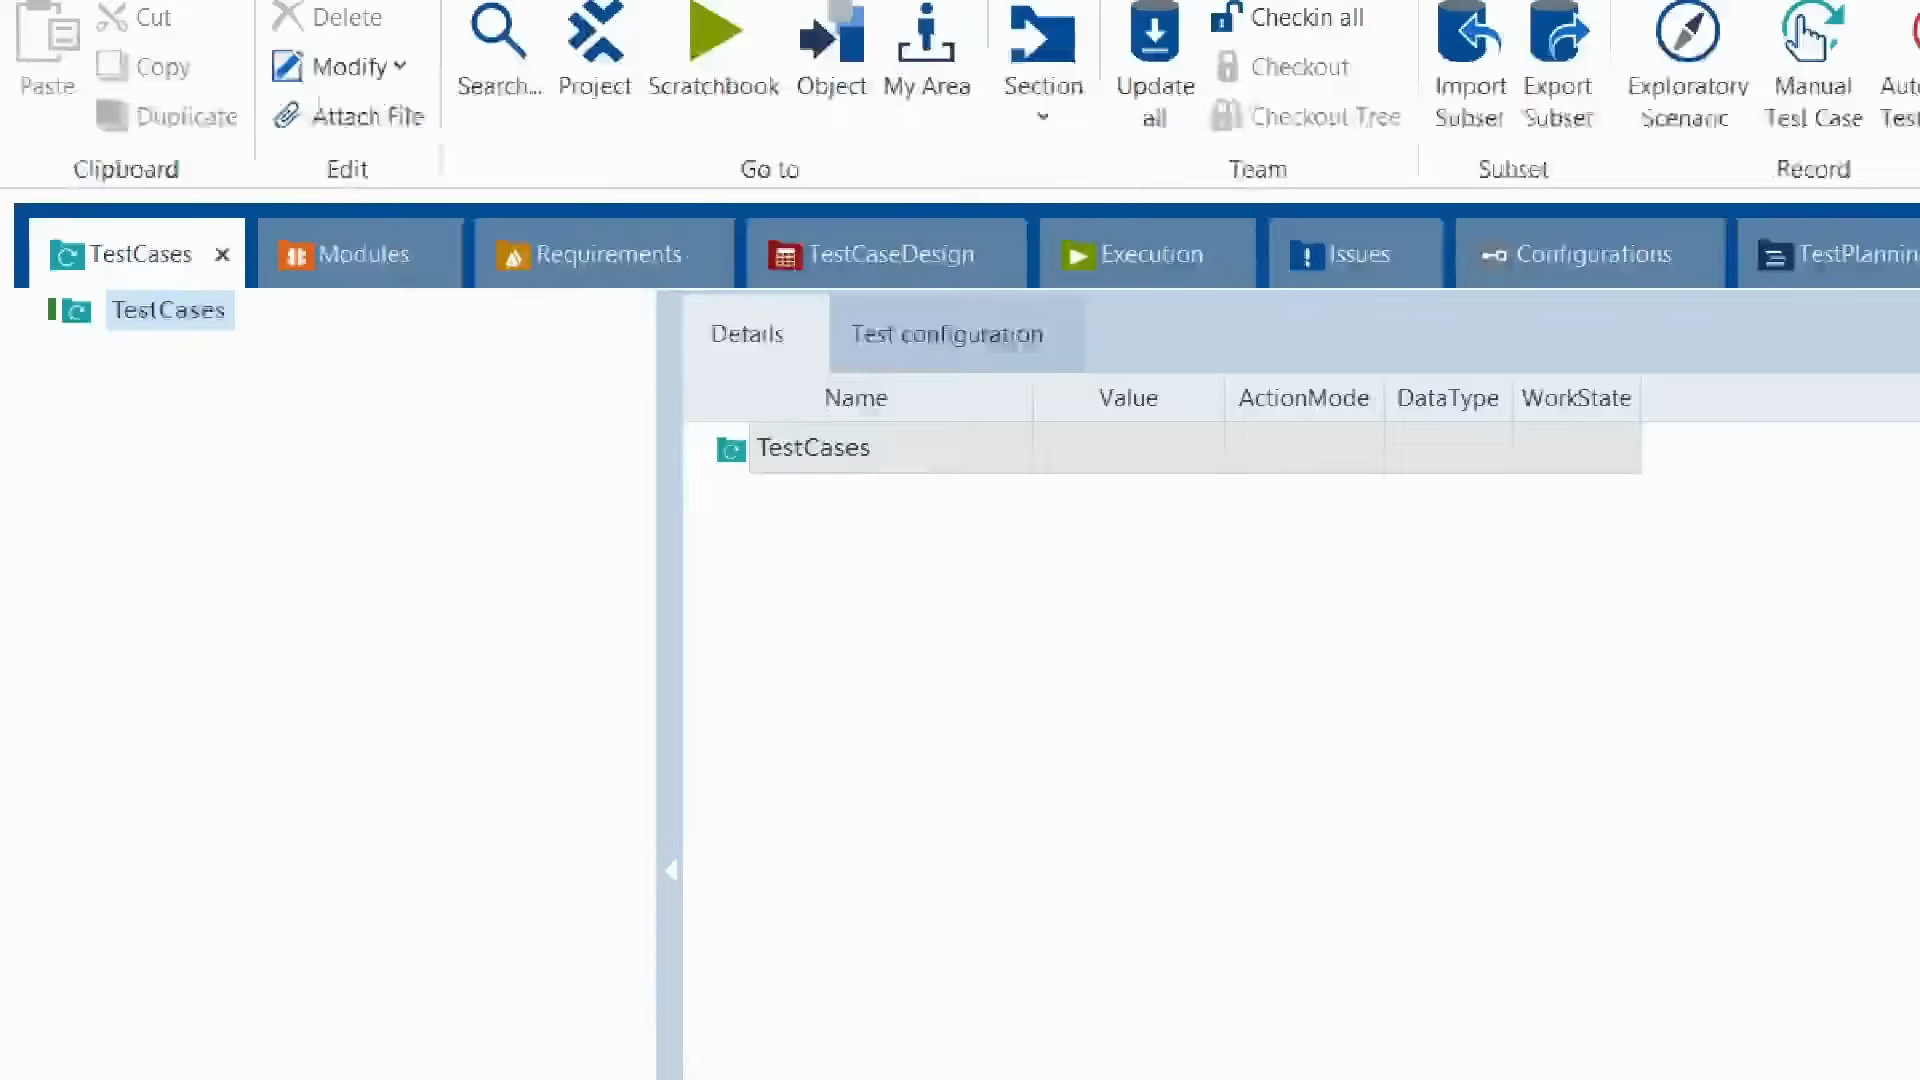 Cut
Delete
Copy
Modify
Paste
Duplicate
Attach File
Clipboard
Edit
Search...
Project
Scratchbook
Object
My Area
Section
Go to
Update all
Checkin all
Checkout
Checkout Tree
Team
Import Subset
Export Subset
Subset
Exploratory Scenario
Manual Test Case
Record
TestCases
Modules
Requirements
TestCaseDesign
Execution
Issues
Configurations
TestPlannin
TestCases
Details
Test configuration
Name
Value
ActionMode
DataType
WorkState
TestCases